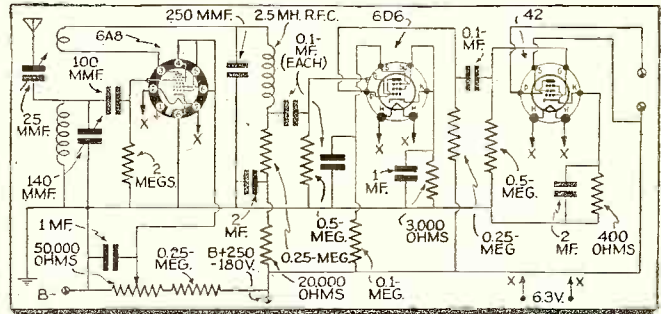 6A8
250 MMF.
2.5 MH. R.F.C.
6D6
42
0.1-
MF.
(EACH)
0.1-
MF.
100
MMF.
25
MMF.
140
MMF.
2
MEGS.
X
X
X
X
X
X
1
MF.
0.5-
MEG.
2
MF.
0.5-
MEG.
3,000
OHMS
0.25-
MEG
2
MF.
400
OHMS
1 MF.
50,000
OHMS
0.25-
MEG.
B+250
-180V.
0.25-MEG.
20,000
OHMS
0.1-
MEG.
X
X
6.3V.
B-